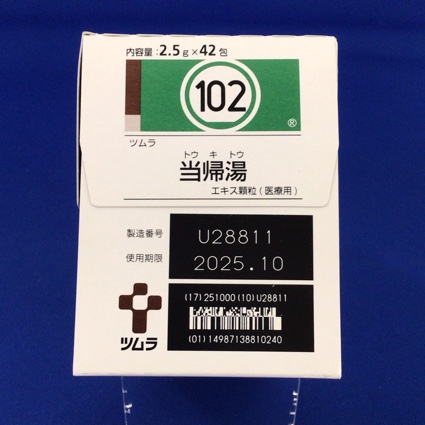 内容量:2.5g×42包
102
®
ツムラ
トウ キ トウ
当帰湯
エキス顆粒(医療用)
製造番号 U28811
使用期限 2025.10
(17)251000(10)U28811
(01)14987138810240
ツムラ